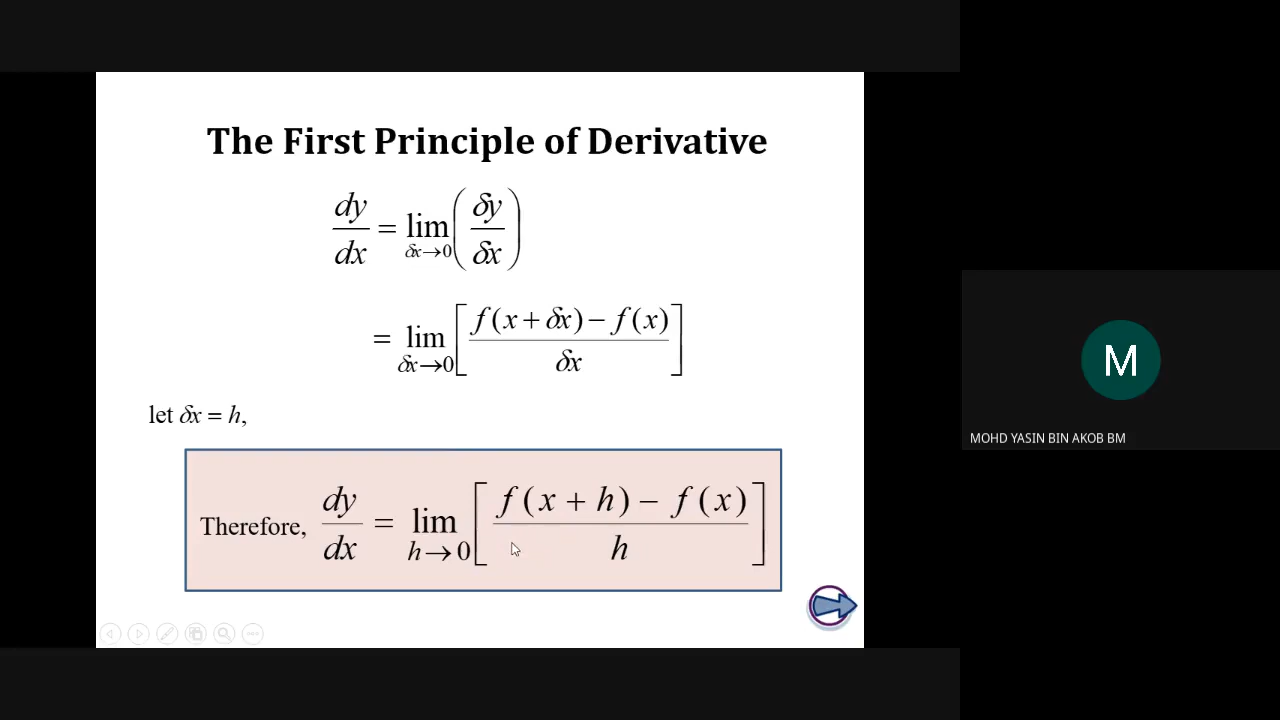 The First Principle of Derivative
dy/dx = lim δx→0 (δy/δx)
= lim δx→0 [f(x + δx) − f(x) / δx]
let δx = h,
Therefore, dy/dx = lim h→0 [f(x + h) − f(x) / h]
M
MOHD YASIN BIN AKOB BM